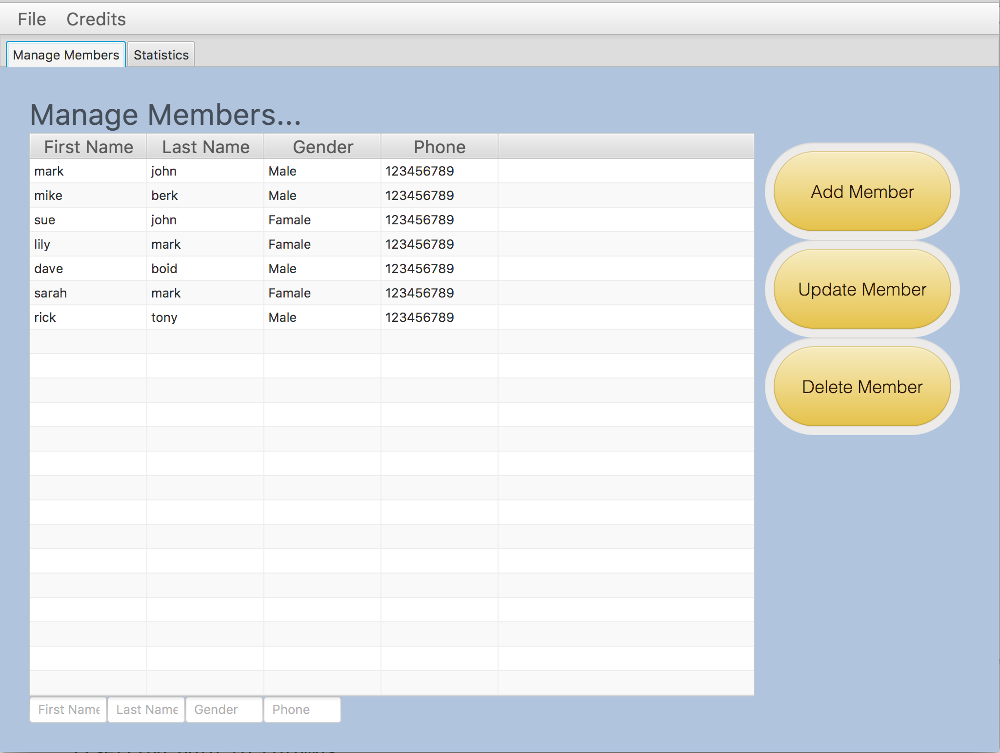 File Credits
Manage Members Statistics
Manage Members...
First Name Last Name Gender Phone
mark john Male 123456789
mike berk Male 123456789
sue john Famale 123456789
lily mark Famale 123456789
dave boid Male 123456789
sarah mark Famale 123456789
rick tony Male 123456789
Add Member
Update Member
Delete Member
First Name Last Name Gender Phone